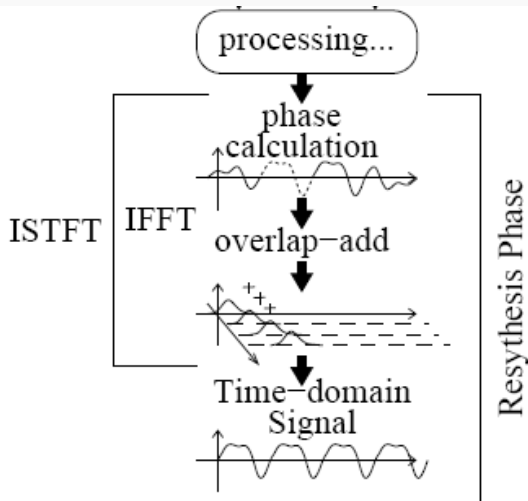 processing...
phase
calculation
ISTFT
IFFT
overlap−add
+
+
+
Time−domain
Signal
Resythesis Phase